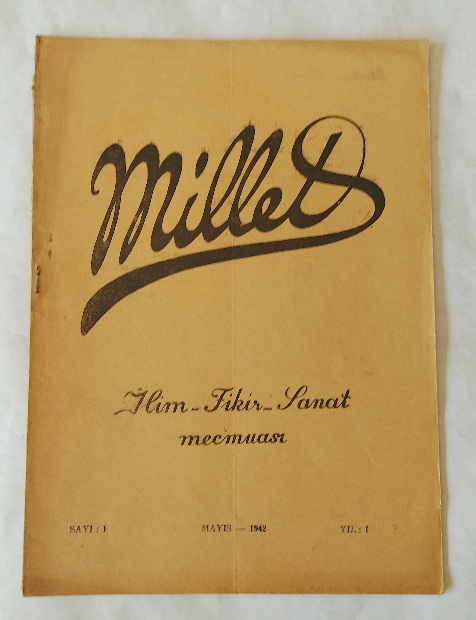 Millet
İlim - Fikir - Sanat
mecmuası
SAYI : 1 MAYIS — 1942 YIL : 1